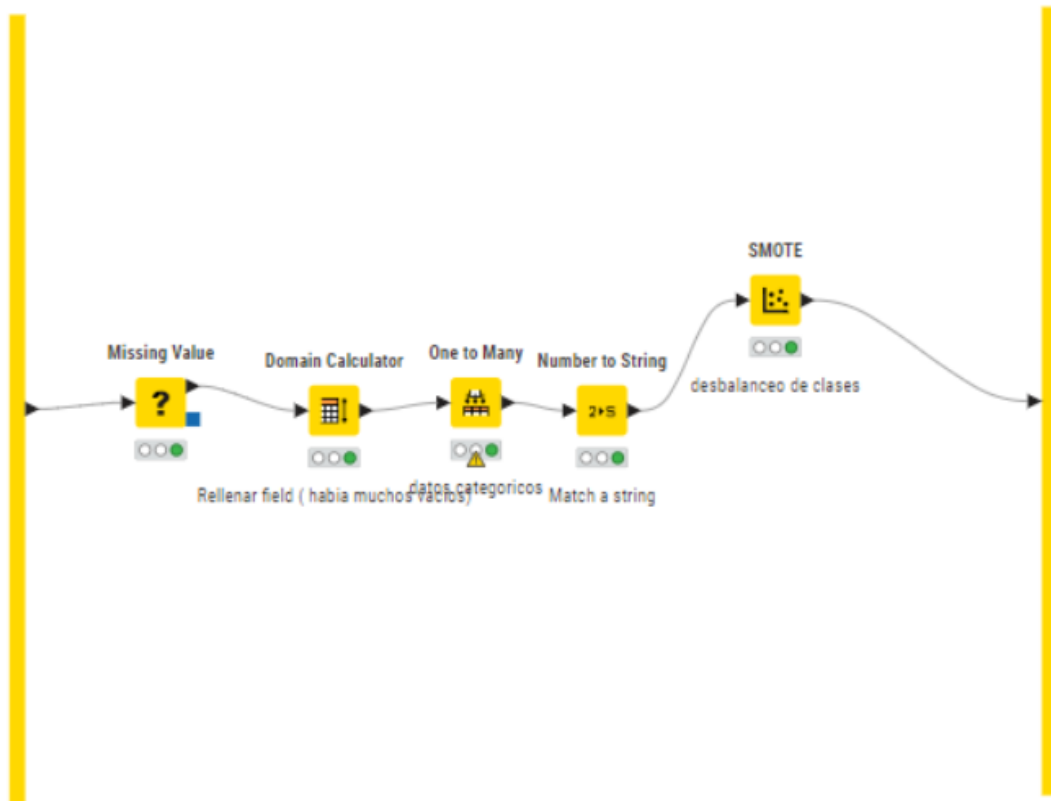 SMOTE
desbalanceo de clases
Missing Value
Domain Calculator
One to Many
Number to String
?
2▸S
Rellenar field ( habia muchos vacios)
datos categoricos
Match a string